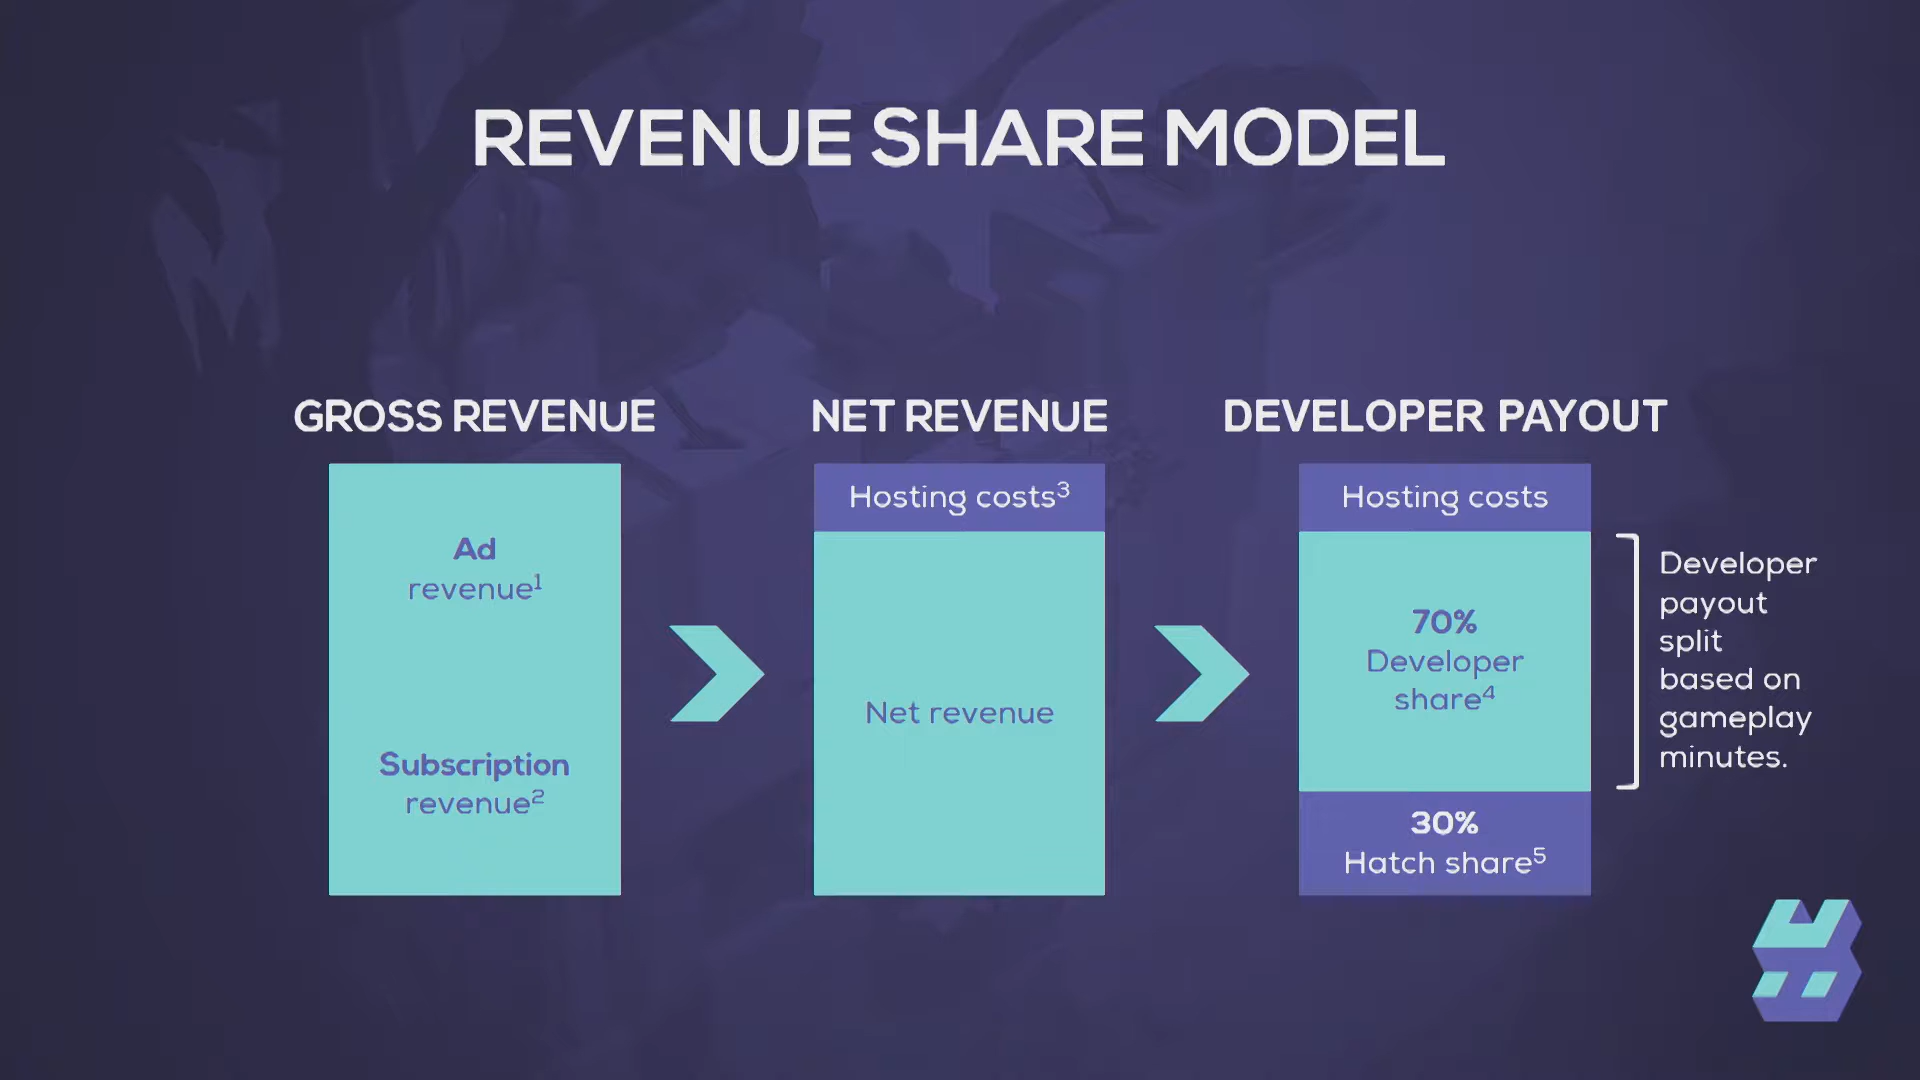 REVENUE SHARE MODEL
GROSS REVENUE
Ad
revenue¹
Subscription
revenue²
NET REVENUE
Hosting costs³
Net revenue
DEVELOPER PAYOUT
Hosting costs
70%
Developer
share⁴
30%
Hatch share⁵
Developer
payout
split
based on
gameplay
minutes.